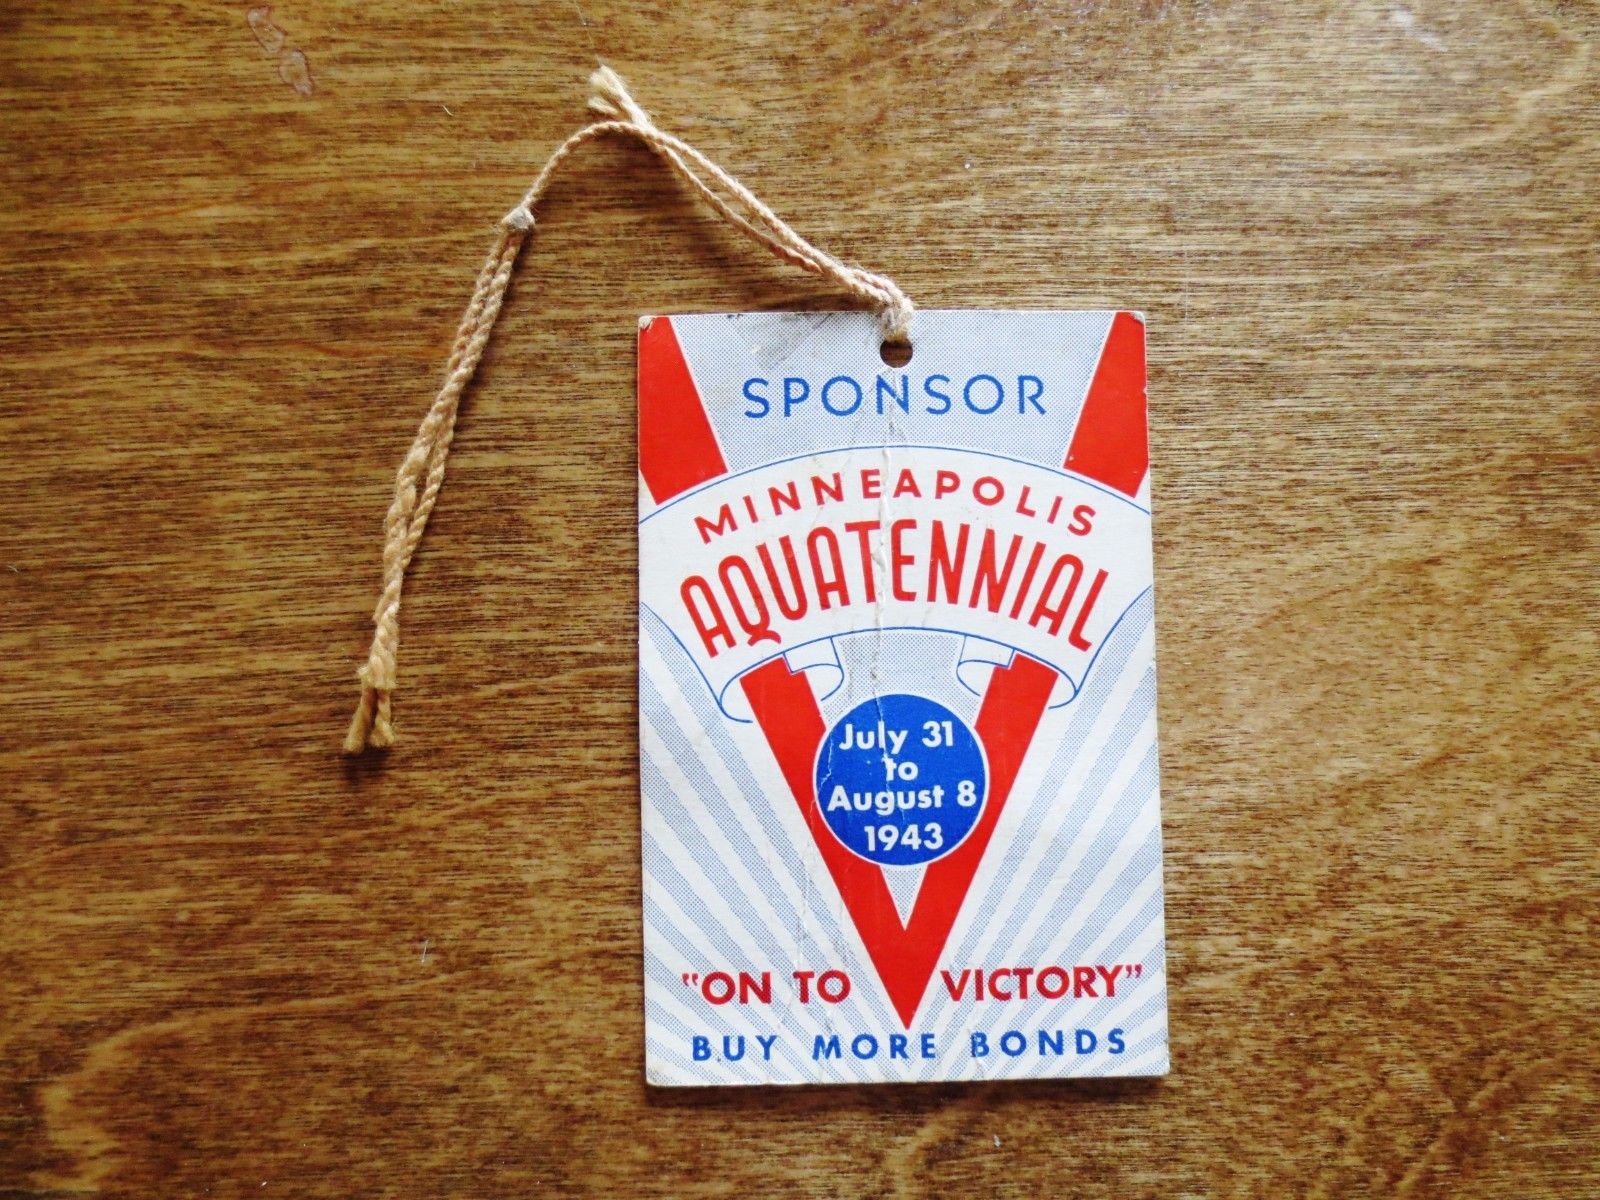 SPONSOR
MINNEAPOLIS
AQUATENNIAL
July 31
to
August 8
1943
"ON TO VICTORY"
BUY MORE BONDS